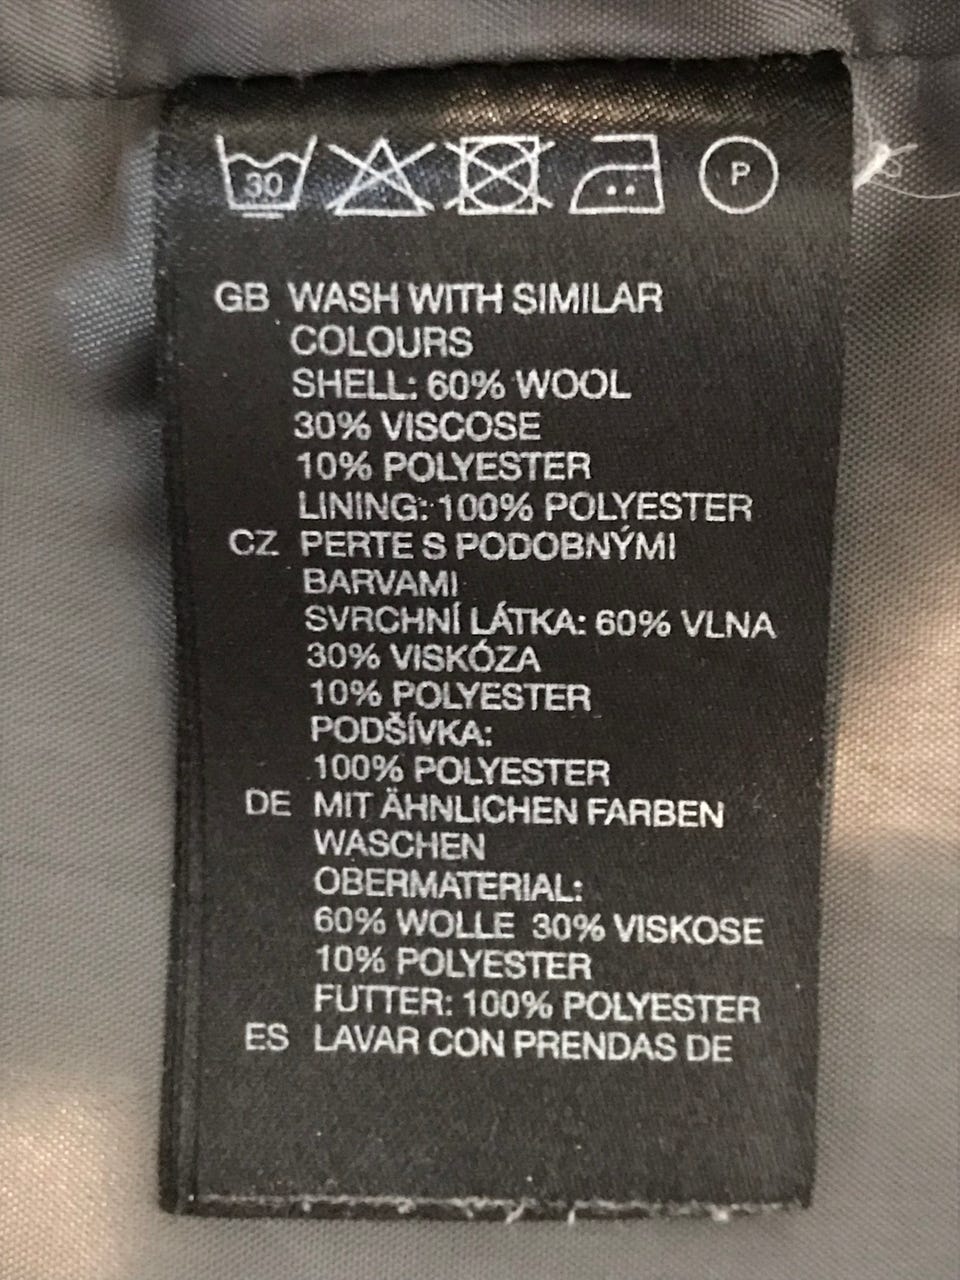 30 P
GB WASH WITH SIMILAR
COLOURS
SHELL: 60% WOOL
30% VISCOSE
10% POLYESTER
LINING: 100% POLYESTER
CZ PERTE S PODOBNÝMI
BARVAMI
SVRCHNÍ LÁTKA: 60% VLNA
30% VISKÓZA
10% POLYESTER
PODŠÍVKA:
100% POLYESTER
DE MIT ÄHNLICHEN FARBEN
WASCHEN
OBERMATERIAL:
60% WOLLE 30% VISKOSE
10% POLYESTER
FUTTER: 100% POLYESTER
ES LAVAR CON PRENDAS DE